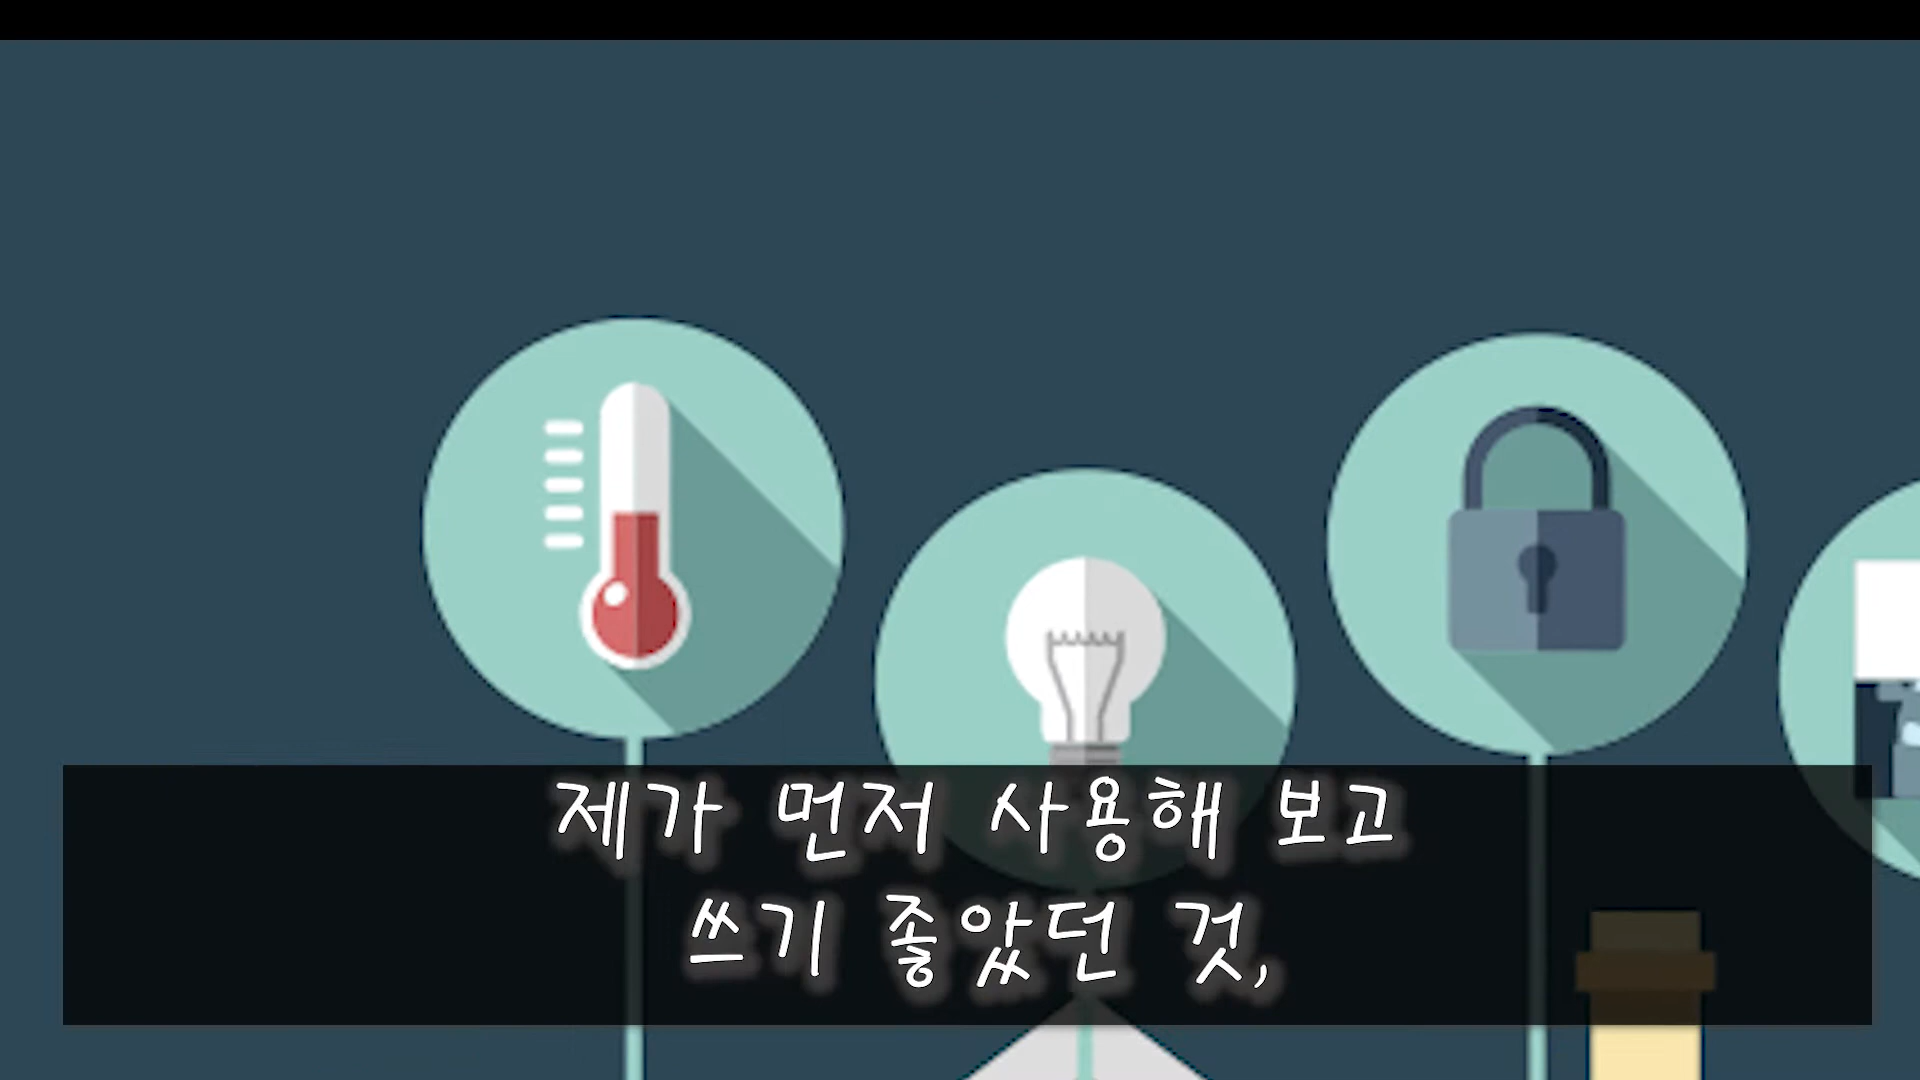 제가 먼저 사용해 보고
쓰기 좋았던 것,